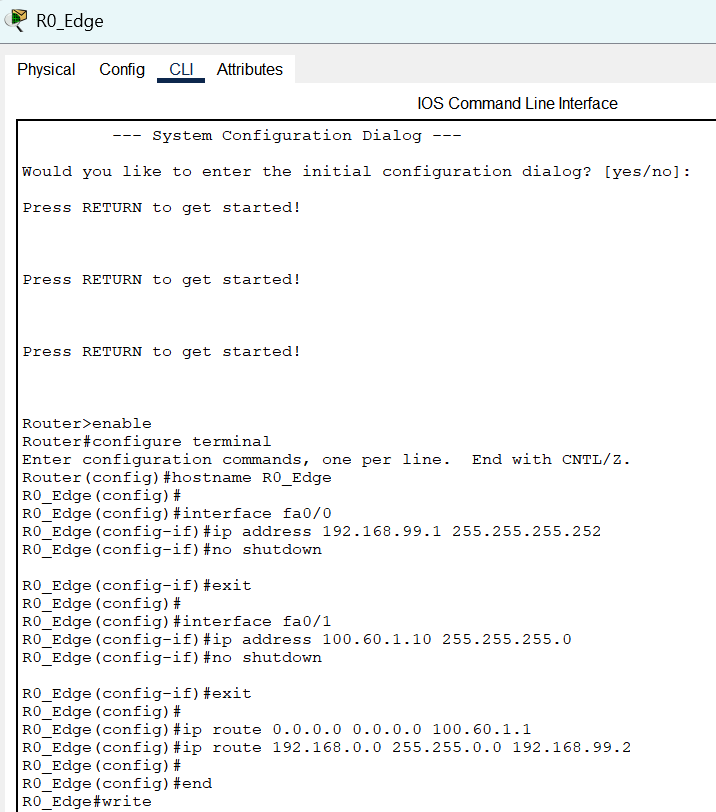 R0_Edge
Physical Config CLI Attributes
IOS Command Line Interface
--- System Configuration Dialog ---
Would you like to enter the initial configuration dialog? [yes/no]:
Press RETURN to get started!
Press RETURN to get started!
Press RETURN to get started!
Router>enable
Router#configure terminal
Enter configuration commands, one per line.  End with CNTL/Z.
Router(config)#hostname R0_Edge
R0_Edge(config)#
R0_Edge(config)#interface fa0/0
R0_Edge(config-if)#ip address 192.168.99.1 255.255.255.252
R0_Edge(config-if)#no shutdown
R0_Edge(config-if)#exit
R0_Edge(config)#
R0_Edge(config)#interface fa0/1
R0_Edge(config-if)#ip address 100.60.1.10 255.255.255.0
R0_Edge(config-if)#no shutdown
R0_Edge(config-if)#exit
R0_Edge(config)#
R0_Edge(config)#ip route 0.0.0.0 0.0.0.0 100.60.1.1
R0_Edge(config)#ip route 192.168.0.0 255.255.0.0 192.168.99.2
R0_Edge(config)#
R0_Edge(config)#end
R0_Edge#write